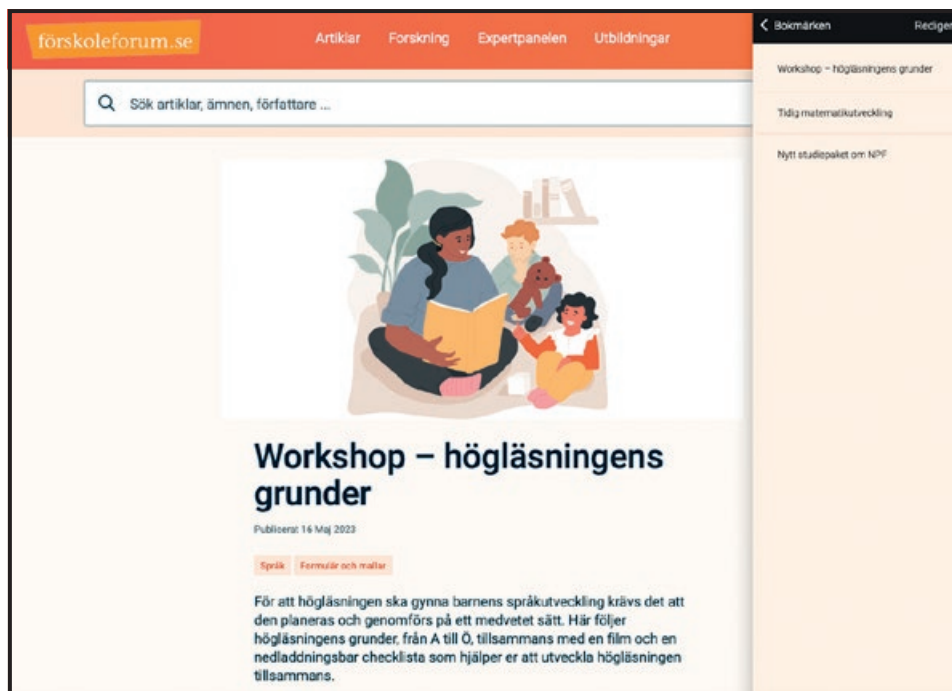 förskoleforum.se
Artiklar Forskning Expertpanelen Utbildningar
Sök artiklar, ämnen, författare ...
Workshop – högläsningens
grunder
Publicerat 16 Maj 2023
Språk Formulär och mallar
För att högläsningen ska gynna barnens språkutveckling krävs det att
den planeras och genomförs på ett medvetet sätt. Här följer
högläsningens grunder, från A till Ö, tillsammans med en film och en
nedladdningsbar checklista som hjälper er att utveckla högläsningen
tillsammans.
Bokmärken Rediger
Workshop – högläsningens grunder
Tidig matematikutveckling
Nytt studiepaket om NPF